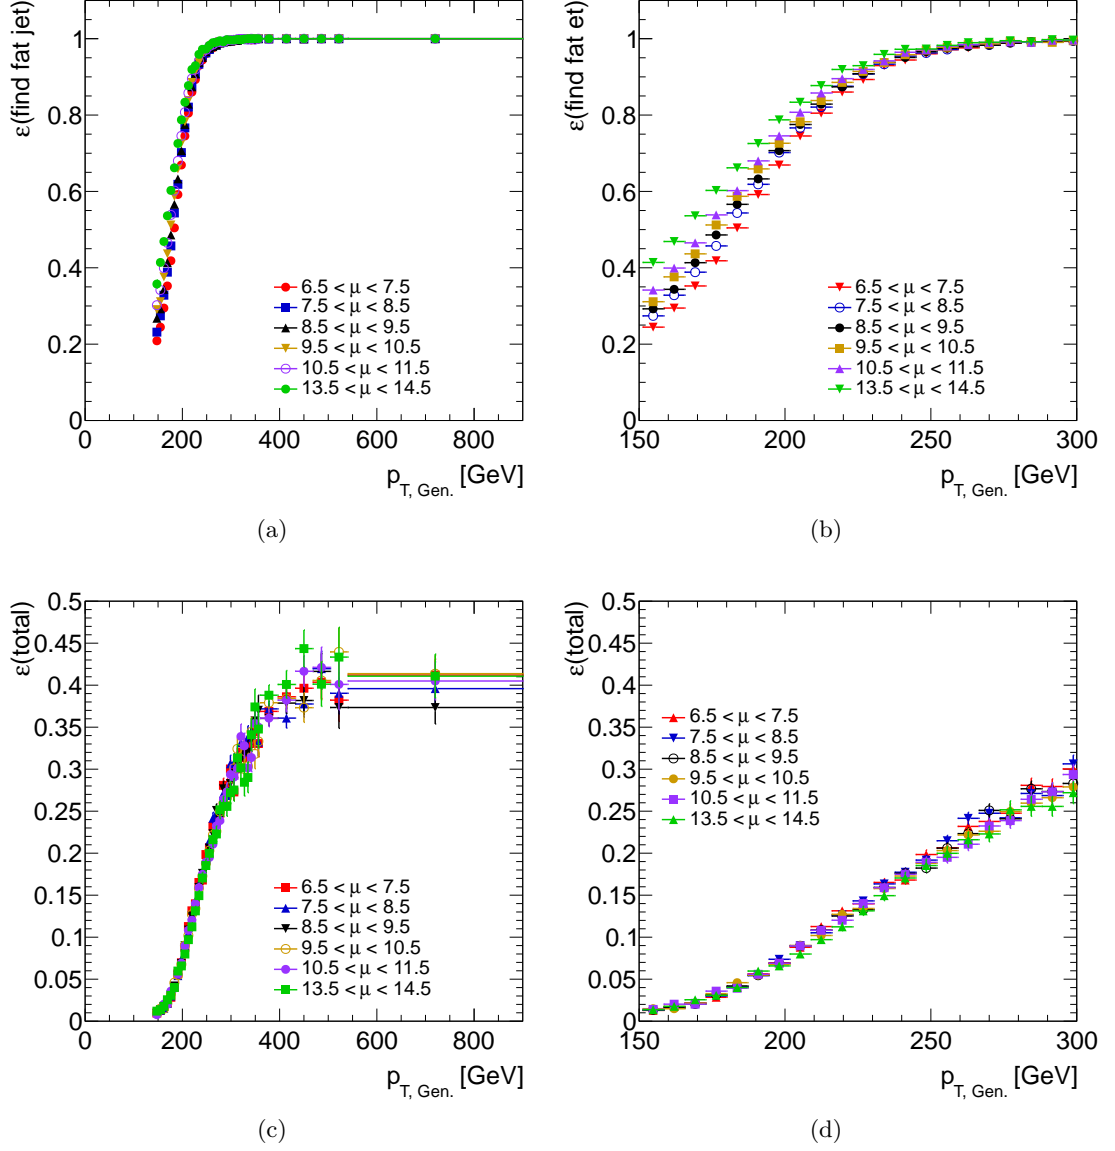 ε(find fat jet)
1
0.8
0.6
0.4
0.2
0
6.5 < μ < 7.5
7.5 < μ < 8.5
8.5 < μ < 9.5
9.5 < μ < 10.5
10.5 < μ < 11.5
13.5 < μ < 14.5
0 200 400 600 800
p_T, Gen. [GeV]
(a)
ε(find fat et)
1
0.8
0.6
0.4
0.2
0
6.5 < μ < 7.5
7.5 < μ < 8.5
8.5 < μ < 9.5
9.5 < μ < 10.5
10.5 < μ < 11.5
13.5 < μ < 14.5
150 200 250 300
p_T, Gen. [GeV]
(b)
ε(total)
0.5
0.45
0.4
0.35
0.3
0.25
0.2
0.15
0.1
0.05
0
6.5 < μ < 7.5
7.5 < μ < 8.5
8.5 < μ < 9.5
9.5 < μ < 10.5
10.5 < μ < 11.5
13.5 < μ < 14.5
0 200 400 600 800
p_T, Gen. [GeV]
(c)
ε(total)
0.5
0.45
0.4
0.35
0.3
0.25
0.2
0.15
0.1
0.05
0
6.5 < μ < 7.5
7.5 < μ < 8.5
8.5 < μ < 9.5
9.5 < μ < 10.5
10.5 < μ < 11.5
13.5 < μ < 14.5
150 200 250 300
p_T, Gen. [GeV]
(d)